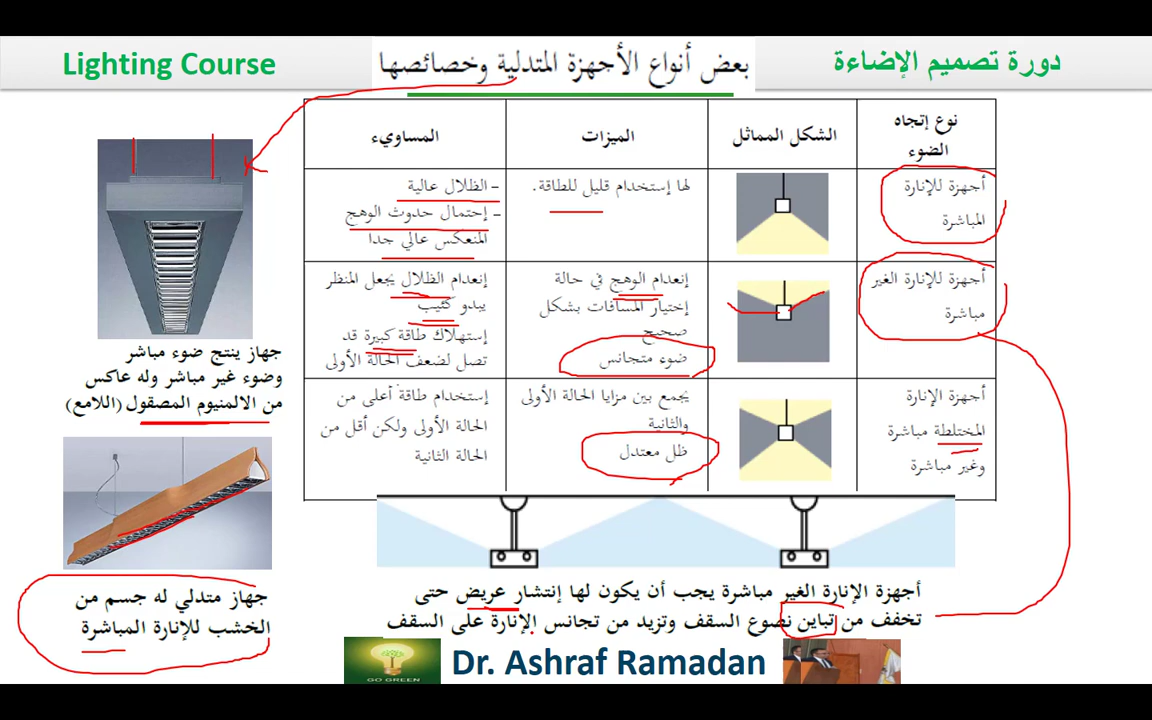 Lighting Course
بعض أنواع الأجهزة المتدلية وخصائصها
دورة تصميم الإضاءة
نوع إتجاه
الضوء
الشكل المماثل
الميزات
المساويء
أجهزة للإنارة
المباشرة
لها إستخدام قليل للطاقة.
- الظلال عالية
- إحتمال حدوث الوهج
المنعكس عالي جدا
أجهزة للإنارة الغير
مباشرة
إنعدام الوهج في حالة
إختيار المسافات بشكل
صحيح
ضوء متجانس
إنعدام الظلال يجعل المنظر
يبدو كئيب
إستهلاك طاقة كبيرة قد
تصل لضعف الحالة الأولى
أجهزة الإنارة
المختلطة مباشرة
وغير مباشرة
يجمع بين مزايا الحالة الأولى
والثانية
ظل معتدل
إستخدام طاقة أعلى من
الحالة الأولى ولكن أقل من
الحالة الثانية
جهاز ينتج ضوء مباشر
وضوء غير مباشر وله عاكس
من الالمنيوم المصقول (اللامع)
جهاز متدلي له جسم من
الخشب للإنارة المباشرة
أجهزة الإنارة الغير مباشرة يجب أن يكون لها إنتشار عريض حتى
تخفف من تباين نصوع السقف وتزيد من تجانس الإنارة على السقف
GO GREEN
Dr. Ashraf Ramadan